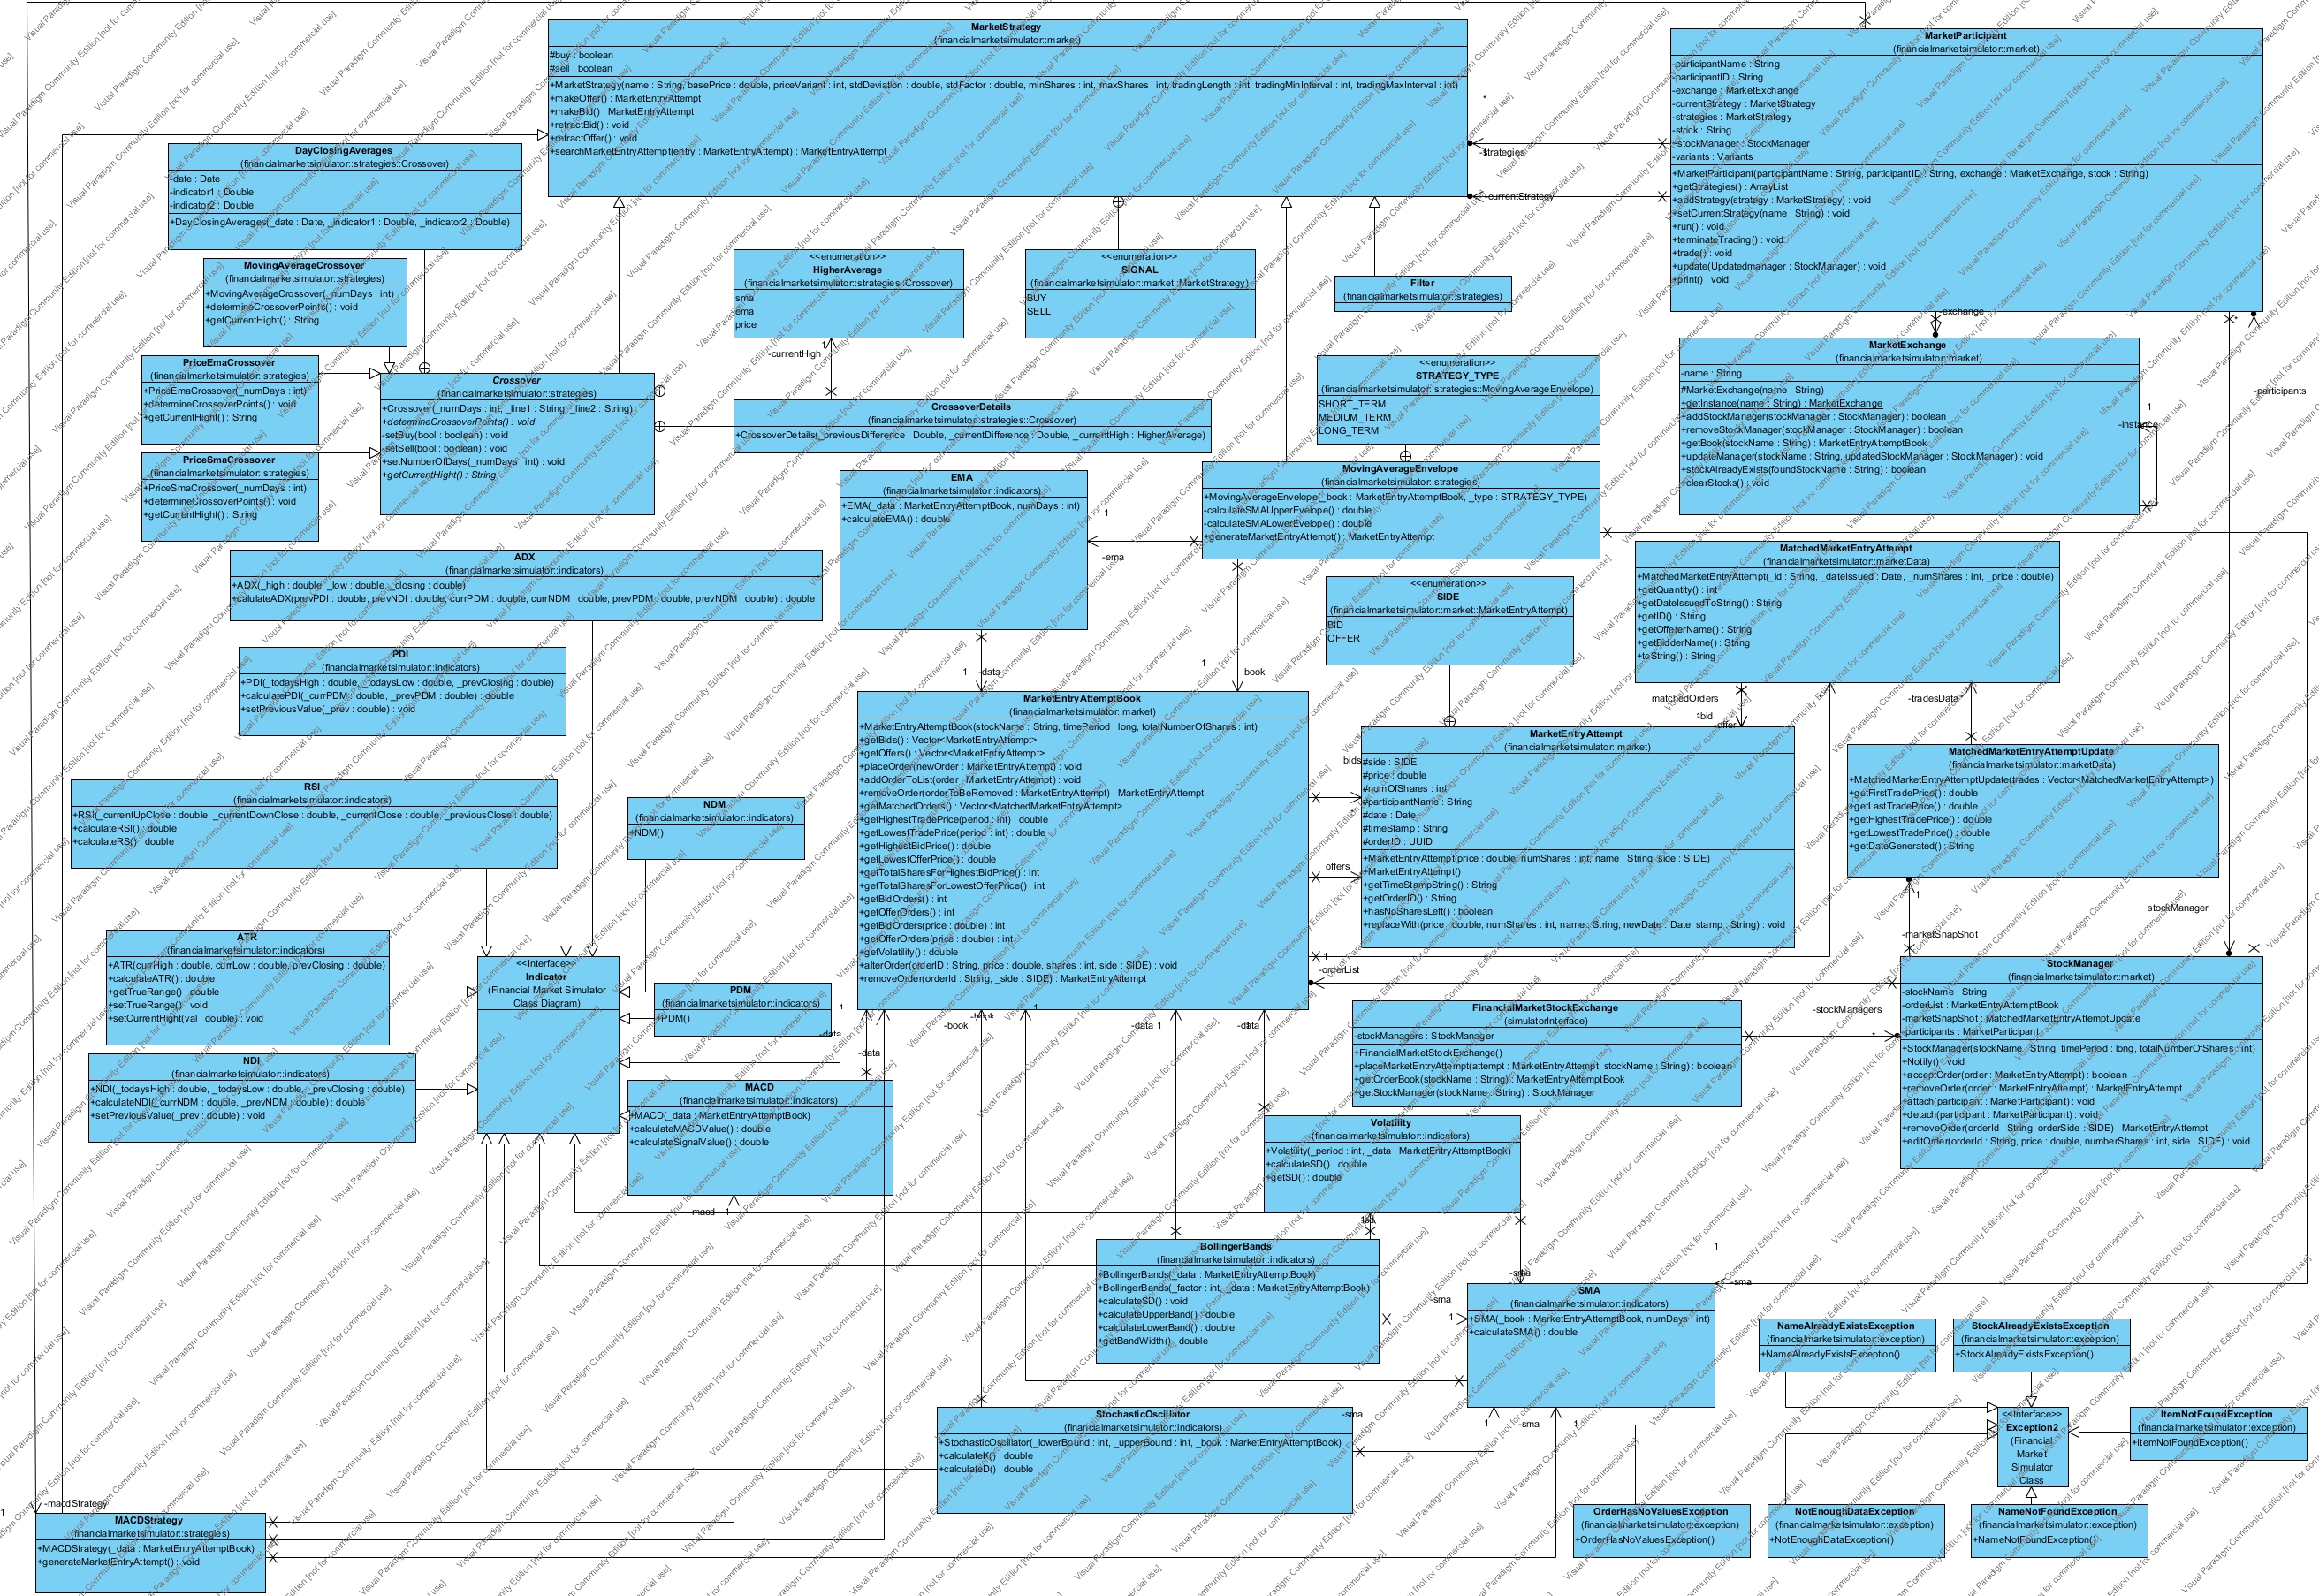 MarketStrategy
(financialmarketsimulator::market)
#buy : boolean
#sell : boolean
+MarketStrategy(name : String, basePrice : double, priceVariant : int, stdDeviation : double, stdFactor : double, minShares : int, maxShares : int, tradingLength : int, tradingMinInterval : int, tradingMaxInterval : int)
+makeOffer() : MarketEntryAttempt
+makeBid() : MarketEntryAttempt
+retractBid() : void
+retractOffer() : void
+searchMarketEntryAttempt(entry : MarketEntryAttempt) : MarketEntryAttempt
MarketParticipant
(financialmarketsimulator::market)
-participantName : String
-participantID : String
-exchange : MarketExchange
-currentStrategy : MarketStrategy
-strategies : MarketStrategy
-stock : String
-stockManager : StockManager
-variants : Variants
+MarketParticipant(participantName : String, participantID : String, exchange : MarketExchange, stock : String)
+getStrategies() : ArrayList
+addStrategy(strategy : MarketStrategy) : void
+setCurrentStrategy(name : String) : void
+run() : void
+terminateTrading() : void
+trade() : void
+update(Updatedmanager : StockManager) : void
+print() : void
*
-strategies
-currentStrategy
DayClosingAverages
(financialmarketsimulator::strategies::Crossover)
-date : Date
-indicator1 : Double
-indicator2 : Double
+DayClosingAverages(_date : Date, _indicator1 : Double, _indicator2 : Double)
MovingAverageCrossover
(financialmarketsimulator::strategies)
+MovingAverageCrossover(_numDays : int)
+determineCrossoverPoints() : void
+getCurrentHight() : String
<<enumeration>>
HigherAverage
(financialmarketsimulator::strategies::Crossover)
sma
ema
price
<<enumeration>>
SIGNAL
(financialmarketsimulator::market::MarketStrategy)
BUY
SELL
Filter
(financialmarketsimulator::strategies)
-exchange
MarketExchange
(financialmarketsimulator::market)
-name : String
#MarketExchange(name : String)
+getInstance(name : String) : MarketExchange
+addStockManager(stockManager : StockManager) : boolean
+removeStockManager(stockManager : StockManager) : boolean
+getBook(stockName : String) : MarketEntryAttemptBook
+updateManager(stockName : String, updatedStockManager : StockManager) : void
+stockAlreadyExists(foundStockName : String) : boolean
+clearStocks() : void
1
-instance
-participants
PriceEmaCrossover
(financialmarketsimulator::strategies)
+PriceEmaCrossover(_numDays : int)
+determineCrossoverPoints() : void
+getCurrentHight() : String
PriceSmaCrossover
(financialmarketsimulator::strategies)
+PriceSmaCrossover(_numDays : int)
+determineCrossoverPoints() : void
+getCurrentHight() : String
Crossover
(financialmarketsimulator::strategies)
+Crossover(_numDays : int, _line1 : String, _line2 : String)
+determineCrossoverPoints() : void
-setBuy(bool : boolean) : void
-setSell(bool : boolean) : void
+setNumberOfDays(_numDays : int) : void
+getCurrentHight() : String
1
-currentHigh
CrossoverDetails
(financialmarketsimulator::strategies::Crossover)
+CrossoverDetails(_previousDifference : Double, _currentDifference : Double, _currentHigh : HigherAverage)
<<enumeration>>
STRATEGY_TYPE
(financialmarketsimulator::strategies::MovingAverageEnvelope)
SHORT_TERM
MEDIUM_TERM
LONG_TERM
MovingAverageEnvelope
(financialmarketsimulator::strategies)
+MovingAverageEnvelope(_book : MarketEntryAttemptBook, _type : STRATEGY_TYPE)
-calculateSMAUpperEvelope() : double
-calculateSMALowerEvelope() : double
+generateMarketEntryAttempt() : MarketEntryAttempt
EMA
(financialmarketsimulator::indicators)
+EMA(_data : MarketEntryAttemptBook, numDays : int)
+calculateEMA() : double
1
-ema
ADX
(financialmarketsimulator::indicators)
+ADX(_high : double, _low : double, _closing : double)
+calulateADX(prevPDI : double, prevNDI : double, currPDM : double, currNDM : double, prevPDM : double, prevNDM : double) : double
<<enumeration>>
SIDE
(financialmarketsimulator::market::MarketEntryAttempt)
BID
OFFER
MatchedMarketEntryAttempt
(financialmarketsimulator::marketData)
+MatchedMarketEntryAttempt(_id : String, _dateIssued : Date, _numShares : int, _price : double)
+getQuantity() : int
+getDateIssuedToString() : String
+getID() : String
+getOffererName() : String
+getBidderName() : String
+toString() : String
PDI
(financialmarketsimulator::indicators)
+PDI(_todaysHigh : double, _todaysLow : double, _prevClosing : double)
+calculatePDI(_currPDM : double, _prevPDM : double) : double
+setPreviousValue(_prev : double) : void
1 -data
1
book
matchedOrders
-bid
-offer
-tradesData
MarketEntryAttemptBook
(financialmarketsimulator::market)
+MarketEntryAttemptBook(stockName : String, timePeriod : long, totalNumberOfShares : int)
+getBids() : Vector<MarketEntryAttempt>
+getOffers() : Vector<MarketEntryAttempt>
+placeOrder(newOrder : MarketEntryAttempt) : void
+addOrderToList(order : MarketEntryAttempt) : void
+removeOrder(orderToBeRemoved : MarketEntryAttempt) : MarketEntryAttempt
+getMatchedOrders() : Vector<MatchedMarketEntryAttempt>
+getHighestTradePrice(period : int) : double
+getLowestTradePrice(period : int) : double
+getHighestBidPrice() : double
+getLowestOfferPrice() : double
+getTotalSharesForHighestBidPrice() : int
+getTotalSharesForLowestOfferPrice() : int
+getBidOrders() : int
+getOfferOrders() : int
+getBidOrders(price : double) : int
+getOfferOrders(price : double) : int
+getVolatility() : double
+alterOrder(orderID : String, price : double, shares : int, side : SIDE) : void
+removeOrder(orderId : String, _side : SIDE) : MarketEntryAttempt
bids
offers
MarketEntryAttempt
(financialmarketsimulator::market)
#side : SIDE
#price : double
#numOfShares : int
#participantName : String
#date : Date
#timeStamp : String
#orderID : UUID
+MarketEntryAttempt(price : double, numShares : int, name : String, side : SIDE)
+MarketEntryAttempt()
+getTimeStampString() : String
+getOrderID() : String
+hasNoSharesLeft() : boolean
+replaceWith(price : double, numShares : int, name : String, newDate : Date, stamp : String) : void
MatchedMarketEntryAttemptUpdate
(financialmarketsimulator::marketData)
+MatchedMarketEntryAttemptUpdate(trades : Vector<MatchedMarketEntryAttempt>)
+getFirstTradePrice() : double
+getLastTradePrice() : double
+getHighestTradePrice() : double
+getLowestTradePrice() : double
+getDateGenerated() : String
RSI
(financialmarketsimulator::indicators)
+RSI(_currentUpClose : double, _currentDownClose : double, _currentClose : double, _previousClose : double)
+calculateRSI() : double
+calculateRS() : double
NDM
(financialmarketsimulator::indicators)
+NDM()
1
-marketSnapShot
stockManager
1
ATR
(financialmarketsimulator::indicators)
+ATR(currHigh : double, currLow : double, prevClosing : double)
+calculateATR() : double
+getTrueRange() : double
+setTrueRange() : void
+setCurrentHight(val : double) : void
<<Interface>>
Indicator
(Financial Market Simulator
Class Diagram)
PDM
(financialmarketsimulator::indicators)
+PDM()
1
-orderList
StockManager
(financialmarketsimulator::market)
-stockName : String
-orderList : MarketEntryAttemptBook
-marketSnapShot : MatchedMarketEntryAttemptUpdate
-participants : MarketParticipant
+StockManager(stockName : String, timePeriod : long, totalNumberOfShares : int)
+Notify() : void
+acceptOrder(order : MarketEntryAttempt) : boolean
+removeOrder(order : MarketEntryAttempt) : MarketEntryAttempt
+attach(participant : MarketParticipant) : void
+detach(participant : MarketParticipant) : void
+removeOrder(orderId : String, orderSide : SIDE) : MarketEntryAttempt
+editOrder(orderId : String, price : double, numberShares : int, side : SIDE) : void
FinancialMarketStockExchange
(simulatorInterface)
-stockManagers : StockManager
+FinancialMarketStockExchange()
+placeMarketEntryAttempt(attempt : MarketEntryAttempt, stockName : String) : boolean
+getOrderBook(stockName : String) : MarketEntryAttemptBook
+getStockManager(stockName : String) : StockManager
-stockManagers
*
NDI
(financialmarketsimulator::indicators)
+NDI(_todaysHigh : double, _todaysLow : double, _prevClosing : double)
+calculateNDI(_currNDM : double, _prevNDM : double) : double
+setPreviousValue(_prev : double) : void
-data
1
-data
-book
-data 1
-data
MACD
(financialmarketsimulator::indicators)
+MACD(_data : MarketEntryAttemptBook)
+calculateMACDValue() : double
+calculateSignalValue() : double
-macd 1
Volatility
(financialmarketsimulator::indicators)
+Volatility(_period : int, _data : MarketEntryAttemptBook)
+calculateSD() : double
+getSD() : double
BollingerBands
(financialmarketsimulator::indicators)
+BollingerBands(_data : MarketEntryAttemptBook)
+BollingerBands(_factor : int, _data : MarketEntryAttemptBook)
+calculateSD() : void
+calculateUpperBand() : double
+calculateLowerBand() : double
+getBandWidth() : double
-sma
-sma
1
1
-sma
SMA
(financialmarketsimulator::indicators)
+SMA(_book : MarketEntryAttemptBook, numDays : int)
+calculateSMA() : double
NameAlreadyExistsException
(financialmarketsimulator::exception)
+NameAlreadyExistsException()
StockAlreadyExistsException
(financialmarketsimulator::exception)
+StockAlreadyExistsException()
StochasticOscillator
(financialmarketsimulator::indicators)
+StochasticOscillator(_lowerBound : int, _upperBound : int, _book : MarketEntryAttemptBook)
+calculateK() : double
+calculateD() : double
-sma
1
-sma
1
<<Interface>>
Exception2
(Financial
Market
Simulator
Class
ItemNotFoundException
(financialmarketsimulator::exception)
+ItemNotFoundException()
OrderHasNoValuesException
(financialmarketsimulator::exception)
+OrderHasNoValuesException()
NotEnoughDataException
(financialmarketsimulator::exception)
+NotEnoughDataException()
NameNotFoundException
(financialmarketsimulator::exception)
+NameNotFoundException()
1
-macdStrategy
MACDStrategy
(financialmarketsimulator::strategies)
+MACDStrategy(_data : MarketEntryAttemptBook)
+generateMarketEntryAttempt() : void
Visual Paradigm Community Edition [not for commercial use]